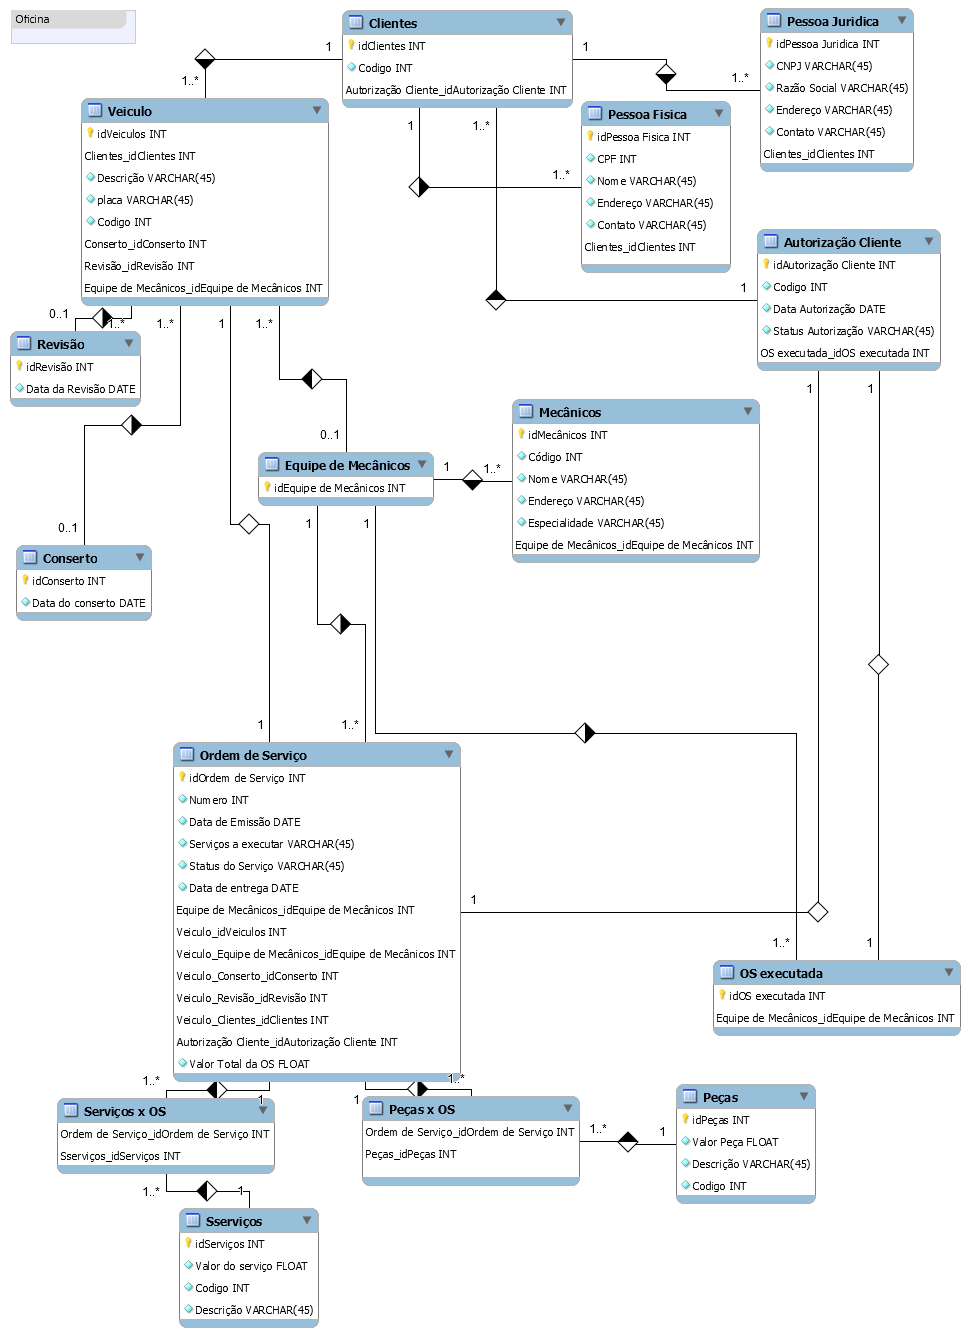 Oficina
Clientes
idClientes INT
Codigo INT
Autorização Cliente_idAutorização Cliente INT
Pessoa Juridica
idPessoa Juridica INT
CNPJ VARCHAR(45)
Razão Social VARCHAR(45)
Endereço VARCHAR(45)
Contato VARCHAR(45)
Clientes_idClientes INT
1
1..*
1
1..*
Veiculo
idVeiculos INT
Clientes_idClientes INT
Descrição VARCHAR(45)
placa VARCHAR(45)
Codigo INT
Conserto_idConserto INT
Revisão_idRevisão INT
Equipe de Mecânicos_idEquipe de Mecânicos INT
Pessoa Fisica
idPessoa Fisica INT
CPF INT
Nome VARCHAR(45)
Endereço VARCHAR(45)
Contato VARCHAR(45)
Clientes_idClientes INT
1
1..*
1..*
1
Autorização Cliente
idAutorização Cliente INT
Codigo INT
Data Autorização DATE
Status Autorização VARCHAR(45)
OS executada_idOS executada INT
0..1
1..*
1..*
1
1..*
Revisão
idRevisão INT
Data da Revisão DATE
1
1
Mecânicos
idMecânicos INT
Código INT
Nome VARCHAR(45)
Endereço VARCHAR(45)
Especialidade VARCHAR(45)
Equipe de Mecânicos_idEquipe de Mecânicos INT
0..1
Equipe de Mecânicos
idEquipe de Mecânicos INT
1
1..*
0..1
1
1
Conserto
idConserto INT
Data do conserto DATE
1
1..*
Ordem de Serviço
idOrdem de Serviço INT
Numero INT
Data de Emissão DATE
Serviços a executar VARCHAR(45)
Status do Serviço VARCHAR(45)
Data de entrega DATE
Equipe de Mecânicos_idEquipe de Mecânicos INT
Veiculo_idVeiculos INT
Veiculo_Equipe de Mecânicos_idEquipe de Mecânicos INT
Veiculo_Conserto_idConserto INT
Veiculo_Revisão_idRevisão INT
Veiculo_Clientes_idClientes INT
Autorização Cliente_idAutorização Cliente INT
Valor Total da OS FLOAT
1
1..*
1
OS executada
idOS executada INT
Equipe de Mecânicos_idEquipe de Mecânicos INT
1..*
1
1
1..*
Serviços x OS
Ordem de Serviço_idOrdem de Serviço INT
Sserviços_idServiços INT
Peças x OS
Ordem de Serviço_idOrdem de Serviço INT
Peças_idPeças INT
1..*
1
Peças
idPeças INT
Valor Peça FLOAT
Descrição VARCHAR(45)
Codigo INT
1..*
1
Sserviços
idServiços INT
Valor do serviço FLOAT
Codigo INT
Descrição VARCHAR(45)